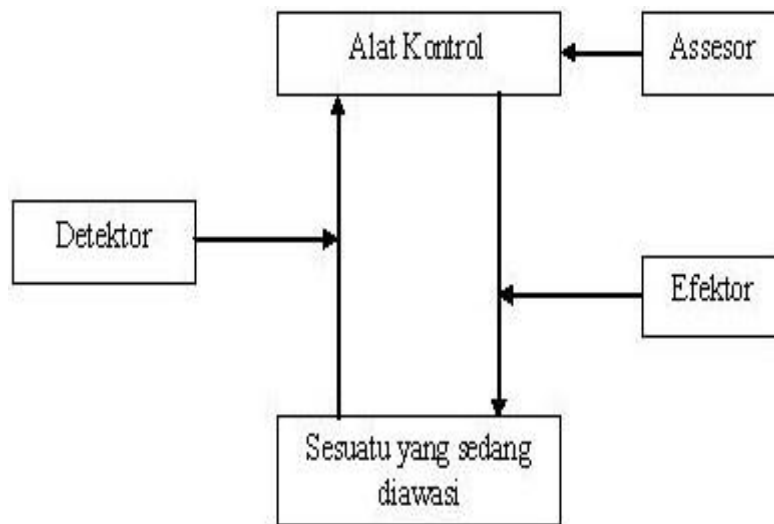 Alat Kontrol
Assesor
Detektor
Efektor
Sesuatu yang sedang
diawasi